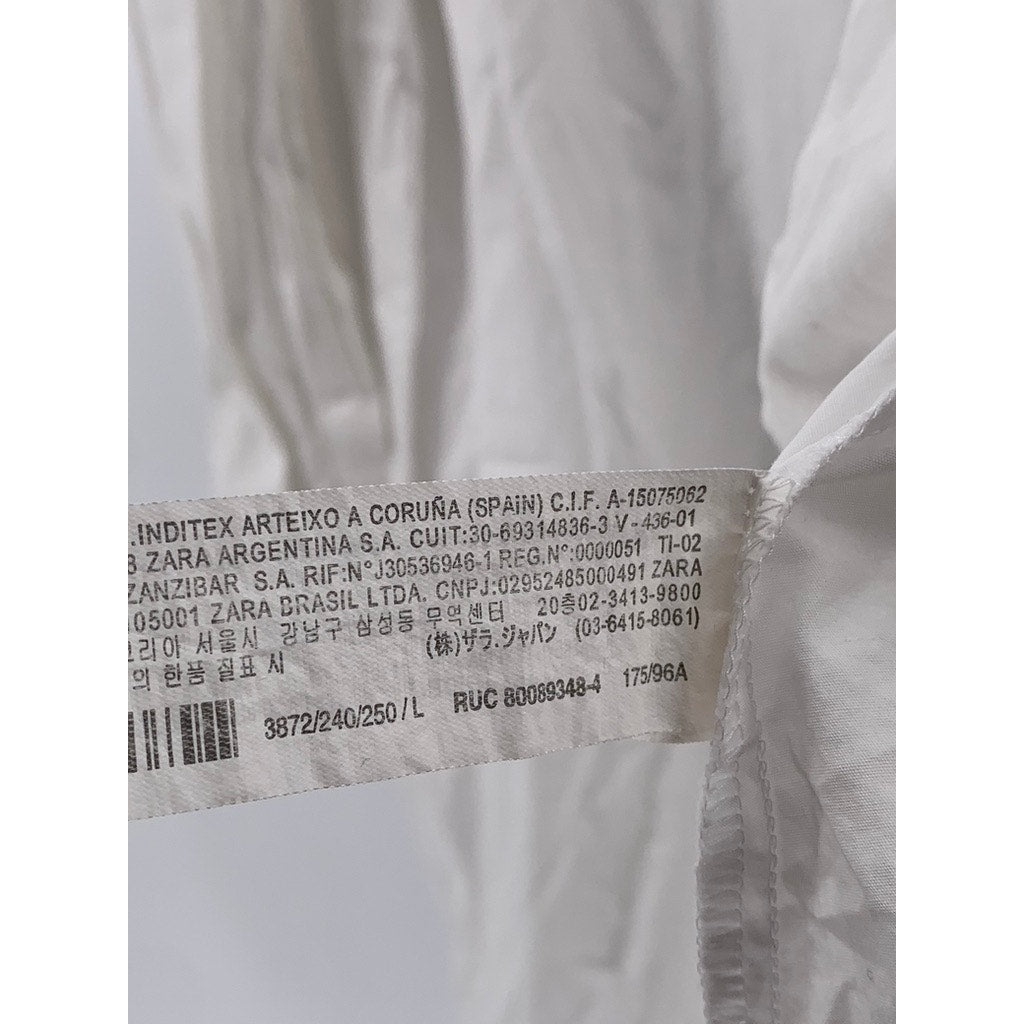 .INDITEX ARTEIXO A CORUÑA (SPAIN) C.I.F. A-15075062
ZARA ARGENTINA S.A. CUIT:30-69314836-3 V-436-01
ZANZIBAR S.A. RIF:N°J30536946-1 REG.N°:0000051 TI-02
05001 ZARA BRASIL LTDA. CNPJ:02952485000491 ZARA
코리아 서울시 강남구 삼성동 무역센터 20층02-3413-9800
의 한품 질표 시 (株)ザラ.ジャパン (03-6415-8061)
3872/240/250/L RUC 80089348-4 175/96A